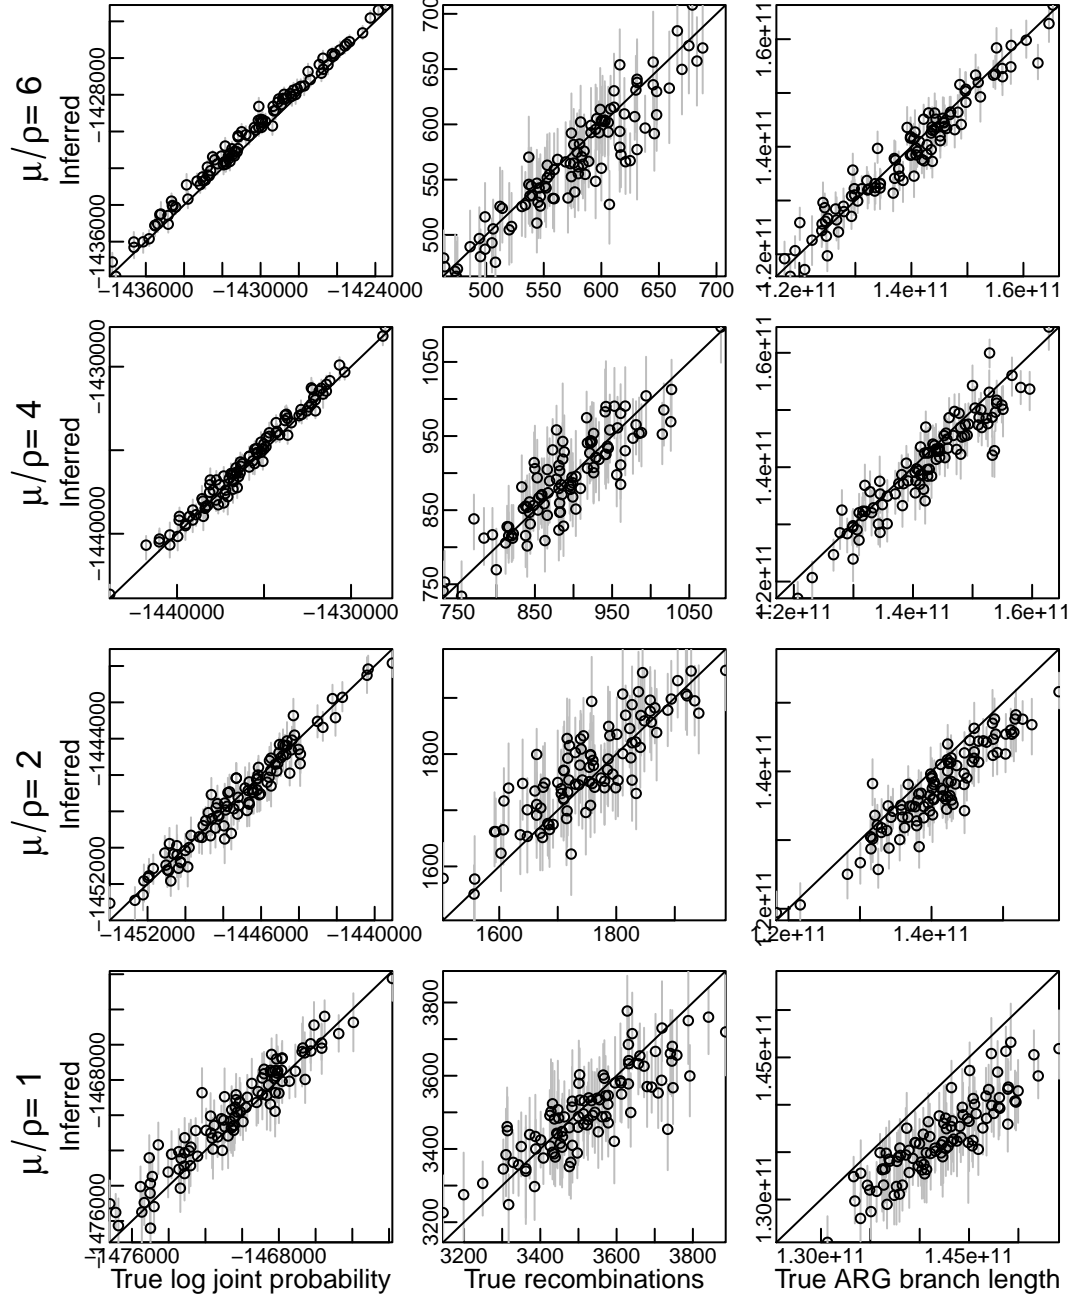 μ/ρ= 6
Inferred
−1436000 −1428000
−1436000 −1430000 −1424000
500 550 600 650 700
500 550 600 650 700
1.2e+11 1.4e+11 1.6e+11
1.2e+11 1.4e+11 1.6e+11
μ/ρ= 4
Inferred
−1440000 −1430000
−1440000 −1430000
750 850 950 1050
750 850 950 1050
1.2e+11 1.4e+11 1.6e+11
1.2e+11 1.4e+11 1.6e+11
μ/ρ= 2
Inferred
−1452000 −1444000
−1452000 −1446000 −1440000
1600 1800
1600 1800
1.2e+11 1.4e+11
1.2e+11 1.4e+11
μ/ρ= 1
Inferred
−1476000 −1468000
−1476000 −1468000
3200 3400 3600 3800
3200 3400 3600 3800
1.30e+11 1.45e+11
1.30e+11 1.45e+11
True log joint probability
True recombinations
True ARG branch length